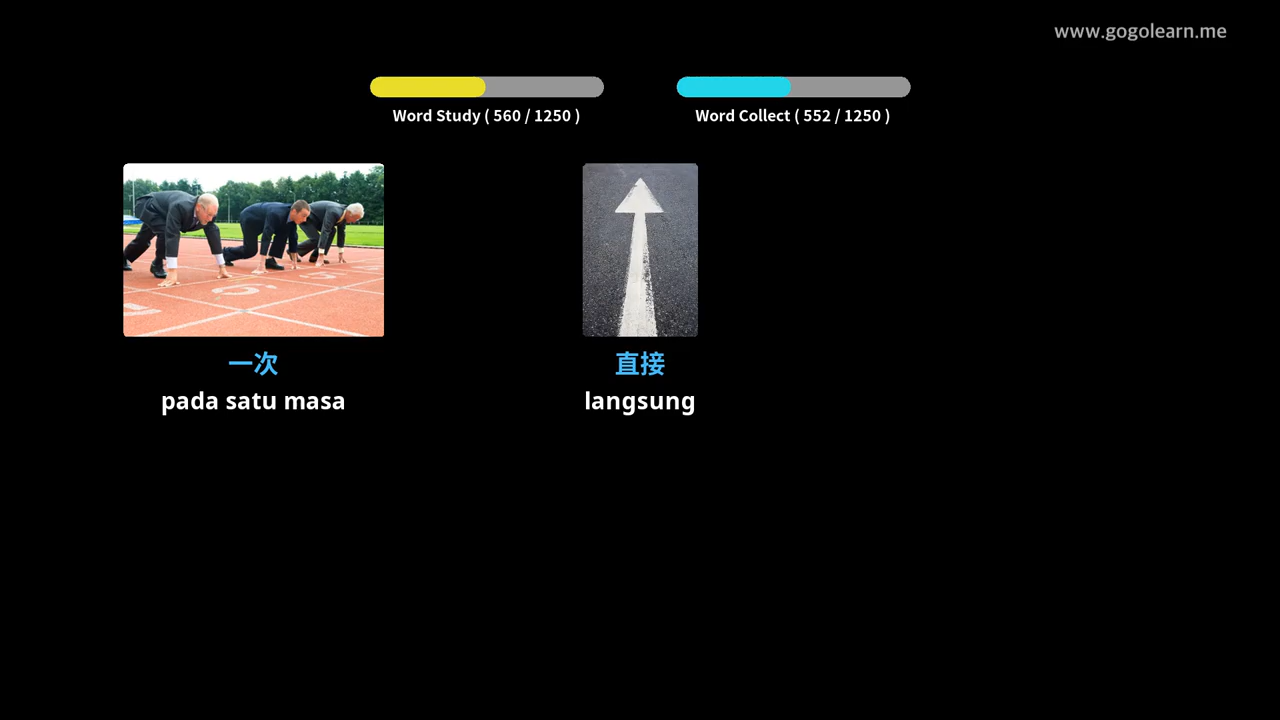 www.gogolearn.me
Word Study ( 560 / 1250 )
Word Collect ( 552 / 1250 )
一次
pada satu masa
直接
langsung